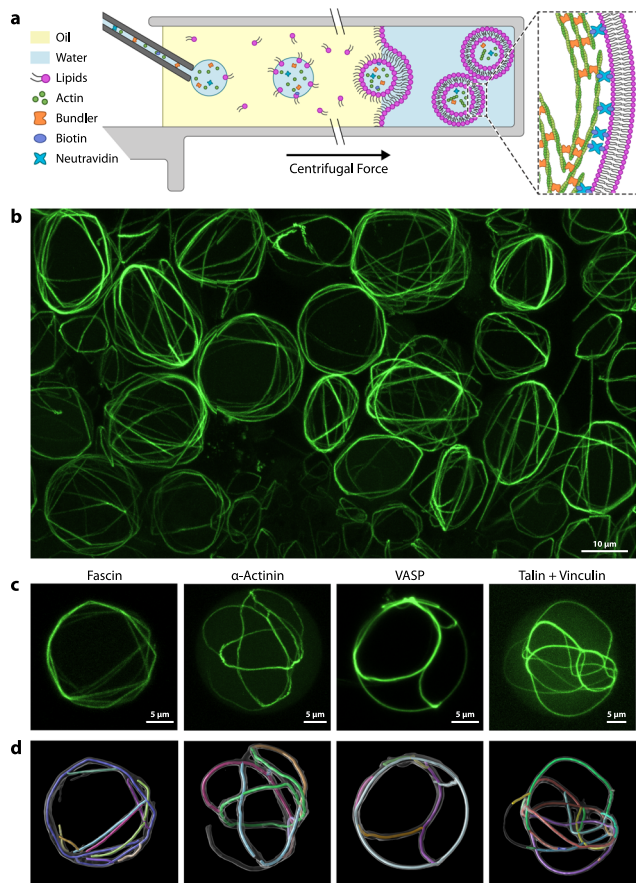 a
Oil
Water
Lipids
Actin
Bundler
Biotin
Neutravidin
Centrifugal Force
b
10 µm
Fascin
α-Actinin
VASP
Talin + Vinculin
c
5 µm
5 µm
5 µm
5 µm
d